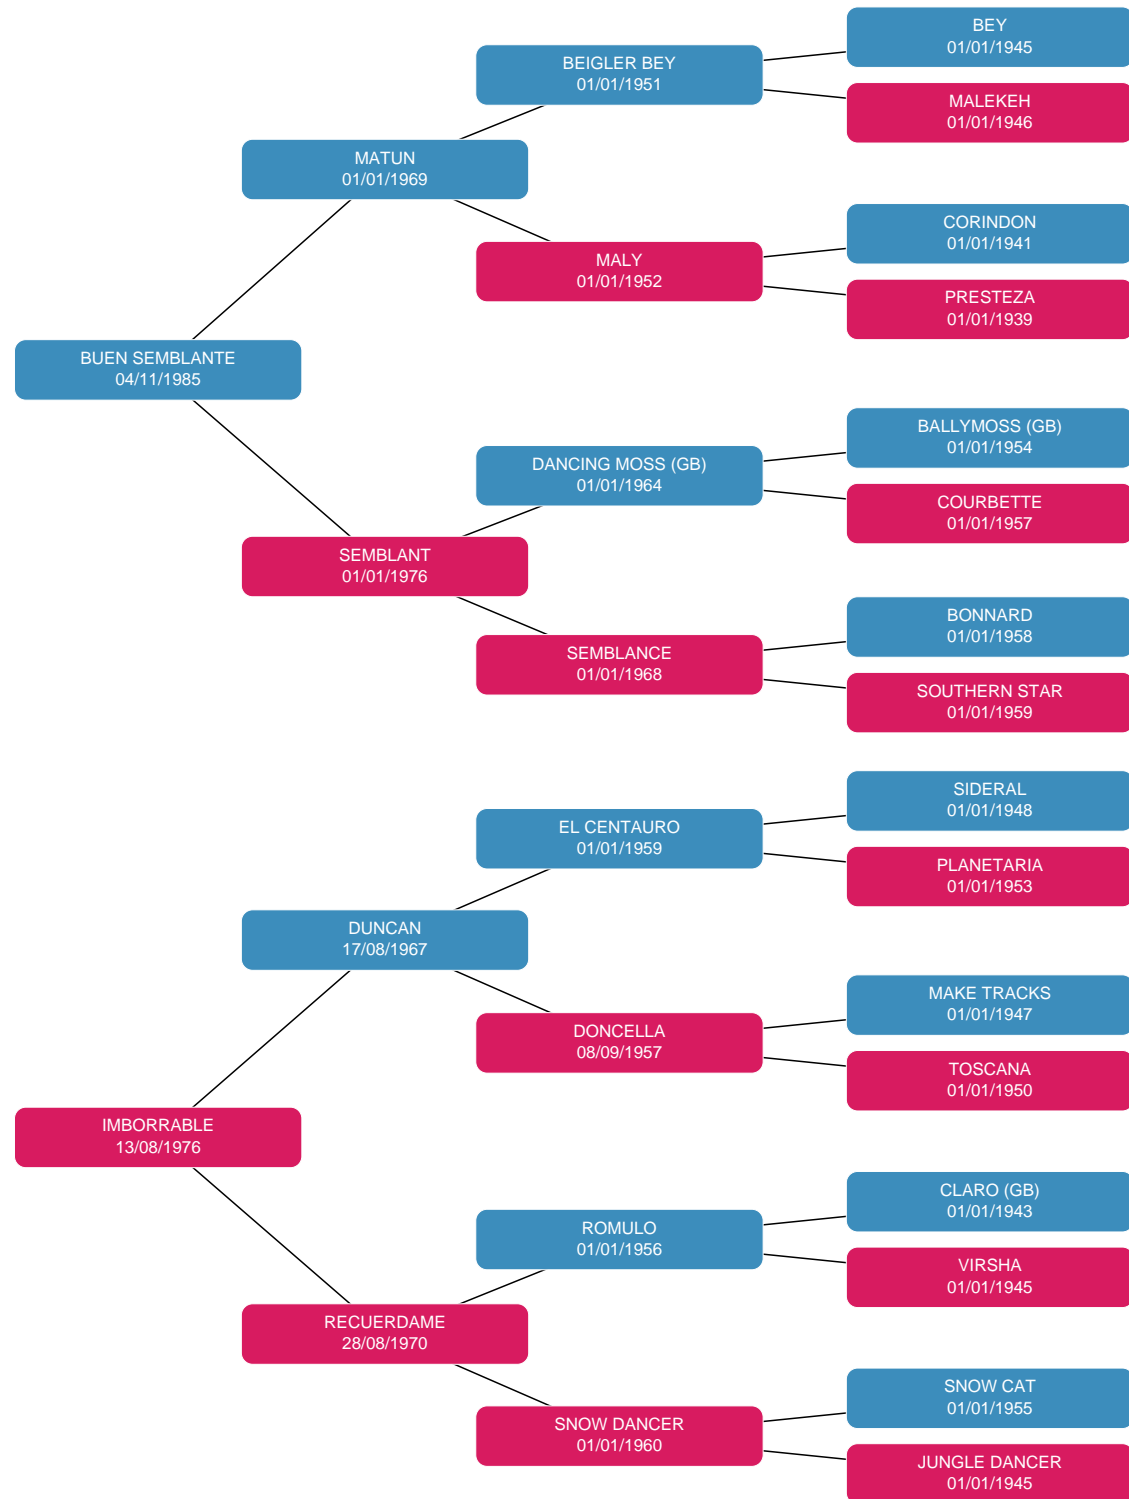 BEY
01/01/1945
BEIGLER BEY
01/01/1951
MALEKEH
01/01/1946
MATUN
01/01/1969
CORINDON
01/01/1941
MALY
01/01/1952
PRESTEZA
01/01/1939
BUEN SEMBLANTE
04/11/1985
BALLYMOSS (GB)
01/01/1954
DANCING MOSS (GB)
01/01/1964
COURBETTE
01/01/1957
SEMBLANT
01/01/1976
BONNARD
01/01/1958
SEMBLANCE
01/01/1968
SOUTHERN STAR
01/01/1959
SIDERAL
01/01/1948
EL CENTAURO
01/01/1959
PLANETARIA
01/01/1953
DUNCAN
17/08/1967
MAKE TRACKS
01/01/1947
DONCELLA
08/09/1957
TOSCANA
01/01/1950
IMBORRABLE
13/08/1976
CLARO (GB)
01/01/1943
ROMULO
01/01/1956
VIRSHA
01/01/1945
RECUERDAME
28/08/1970
SNOW CAT
01/01/1955
SNOW DANCER
01/01/1960
JUNGLE DANCER
01/01/1945